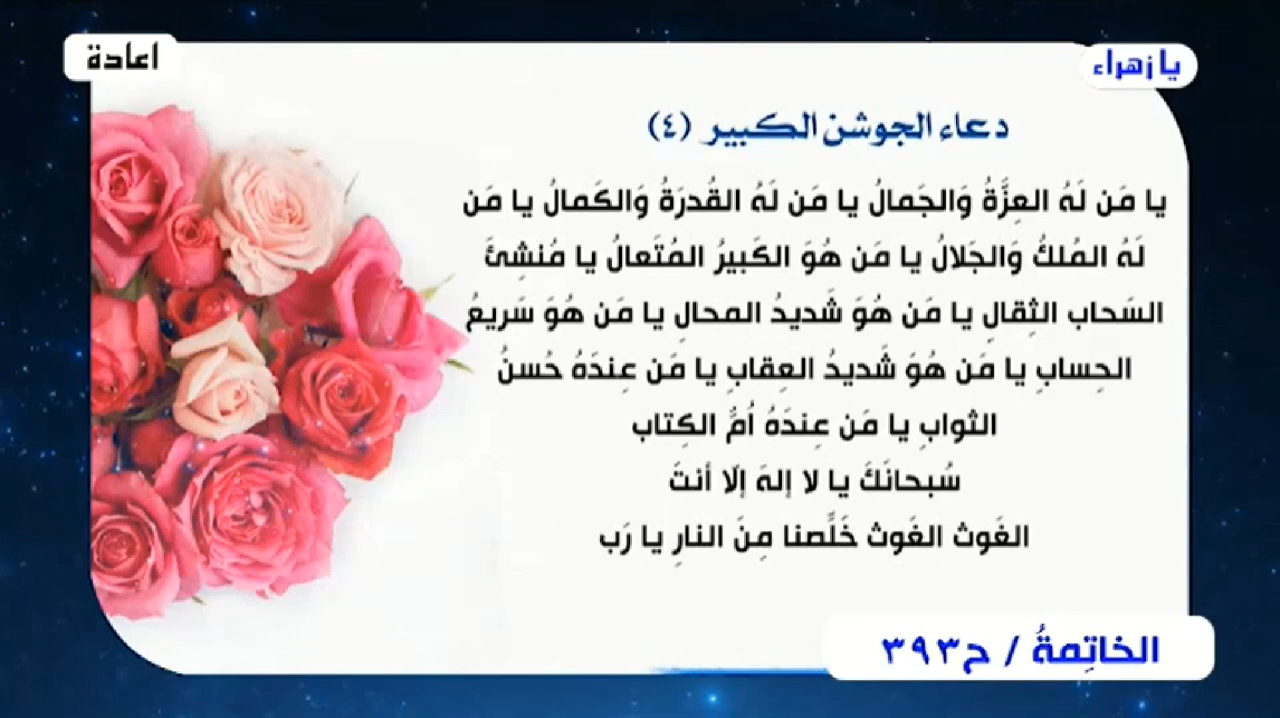 اعادة
يا زهراء
دعاء الجوشن الكبير (٤)
يا مَن لَهُ العِزَّةُ وَالجَمالُ يا مَن لَهُ القُدرَةُ وَالكَمالُ يا مَن
لَهُ المُلكُ وَالجَلالُ يا مَن هُوَ الكَبيرُ المُتَعالُ يا مُنشِئَ
السَحاب الثِقالِ يا مَن هُوَ شَديدُ المحالِ يا مَن هُوَ سَريعُ
الحِسابِ يا مَن هُوَ شَديدُ العِقابِ يا مَن عِندَهُ حُسنُ
الثوابِ يا مَن عِندَهُ اُمُّ الكِتاب
سُبحانَكَ يا لا إلهَ إلّا أنتَ
الغَوث الغَوث خَلِّصنا مِنَ النارِ يا رَب
الخاتِمةُ / ح٣٩٣